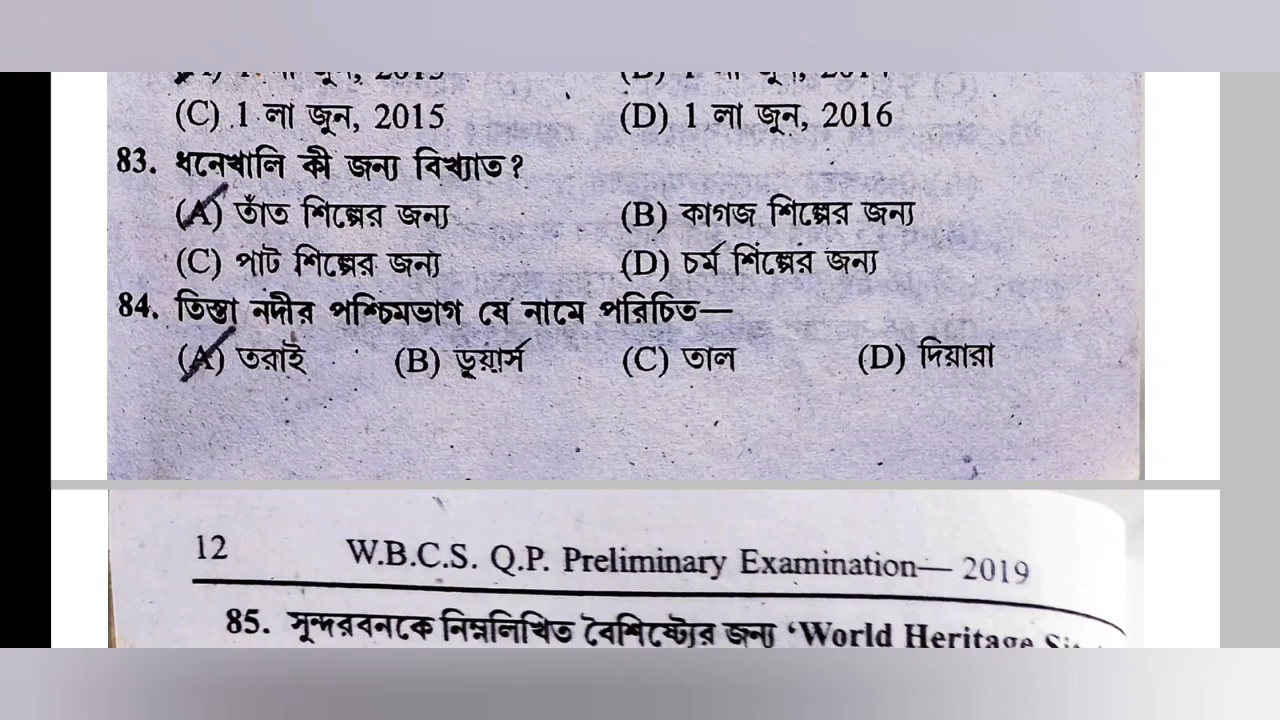 (C) 1 লা জুন, 2015 (D) 1 লা জুন, 2016
83. ধনেখালি কী জন্য বিখ্যাত?
(A) তাঁত শিল্পের জন্য (B) কাগজ শিল্পের জন্য
(C) পাট শিল্পের জন্য (D) চর্ম শিল্পের জন্য
84. তিস্তা নদীর পশ্চিমভাগ যে নামে পরিচিত—
(A) তরাই (B) ডুয়ার্স (C) তাল (D) দিয়ারা
12 W.B.C.S. Q.P. Preliminary Examination— 2019
85. সুন্দরবনকে নিম্নলিখিত বৈশিষ্ট্যের জন্য ‘World Heritage